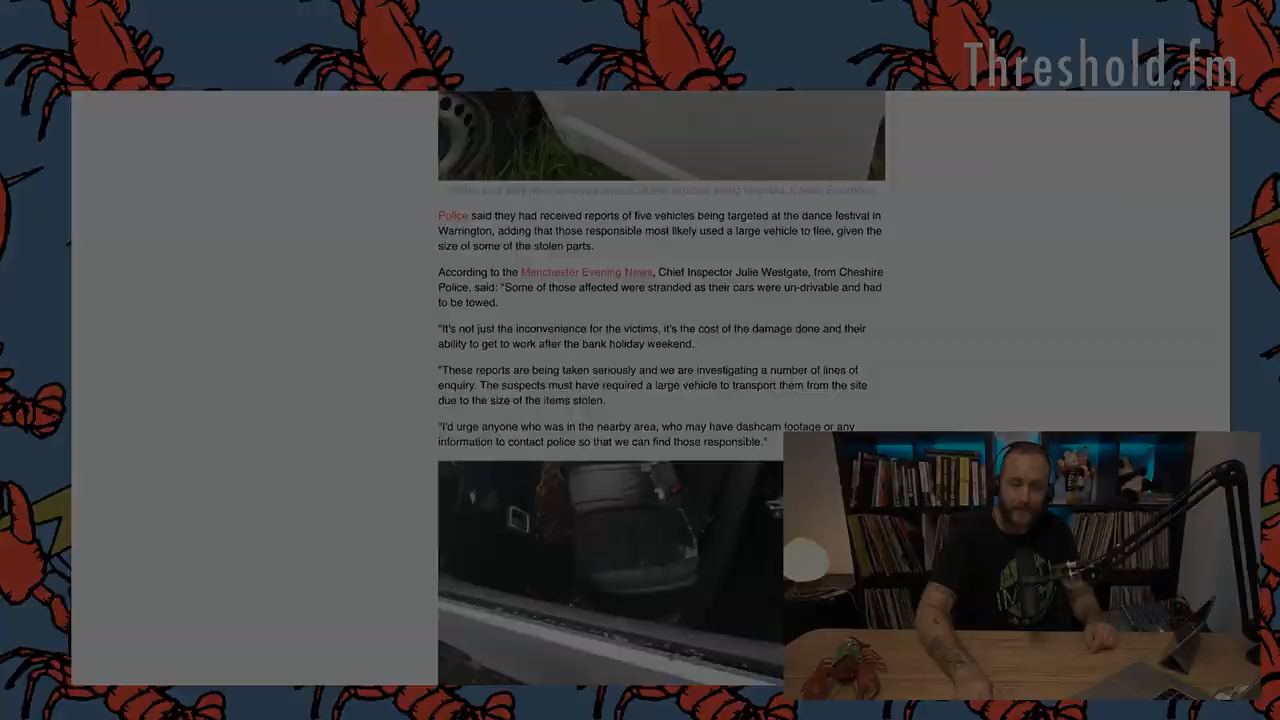 Threshold.fm
Police said they had received reports of five vehicles being targeted at the dance festival in
Warrington, adding that those responsible most likely used a large vehicle to flee, given the
size of some of the stolen parts.
According to the Manchester Evening News, Chief Inspector Julie Westgate, from Cheshire
Police, said: "Some of those affected were stranded as their cars were un-drivable and had
to be towed.
"It's not just the inconvenience for the victims, it's the cost of the damage done and their
ability to get to work after the bank holiday weekend.
"These reports are being taken seriously and we are investigating a number of lines of
enquiry. The suspects must have required a large vehicle to transport them from the site
due to the size of the items stolen.
"I'd urge anyone who was in the nearby area, who may have dashcam footage or any
information to contact police so that we can find those responsible."